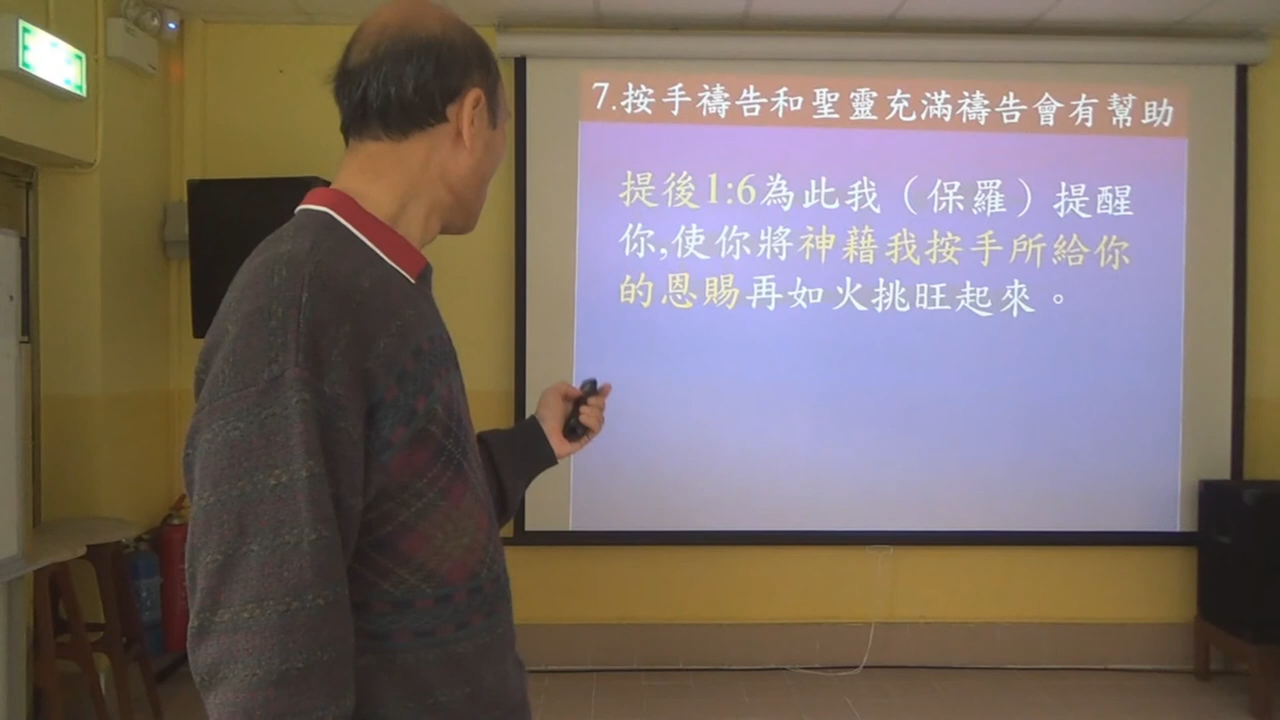 7.按手禱告和聖靈充滿禱告會有幫助
提後1:6為此我（保羅）提醒
你,使你將神藉我按手所給你
的恩賜再如火挑旺起來。